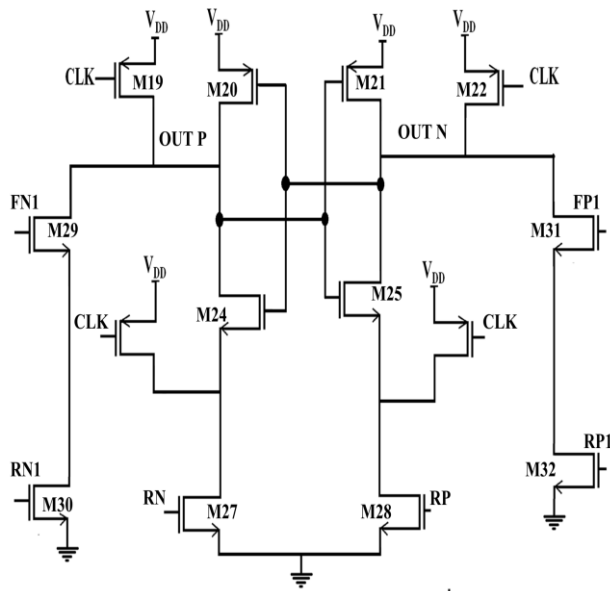 VDD
VDD
VDD
VDD
CLK
M19
M20
M21
M22
CLK
OUT P
OUT N
FN1
M29
FP1
M31
VDD
VDD
M24
M25
CLK
CLK
RN1
M30
RN
M27
M28
RP
M32
RP1